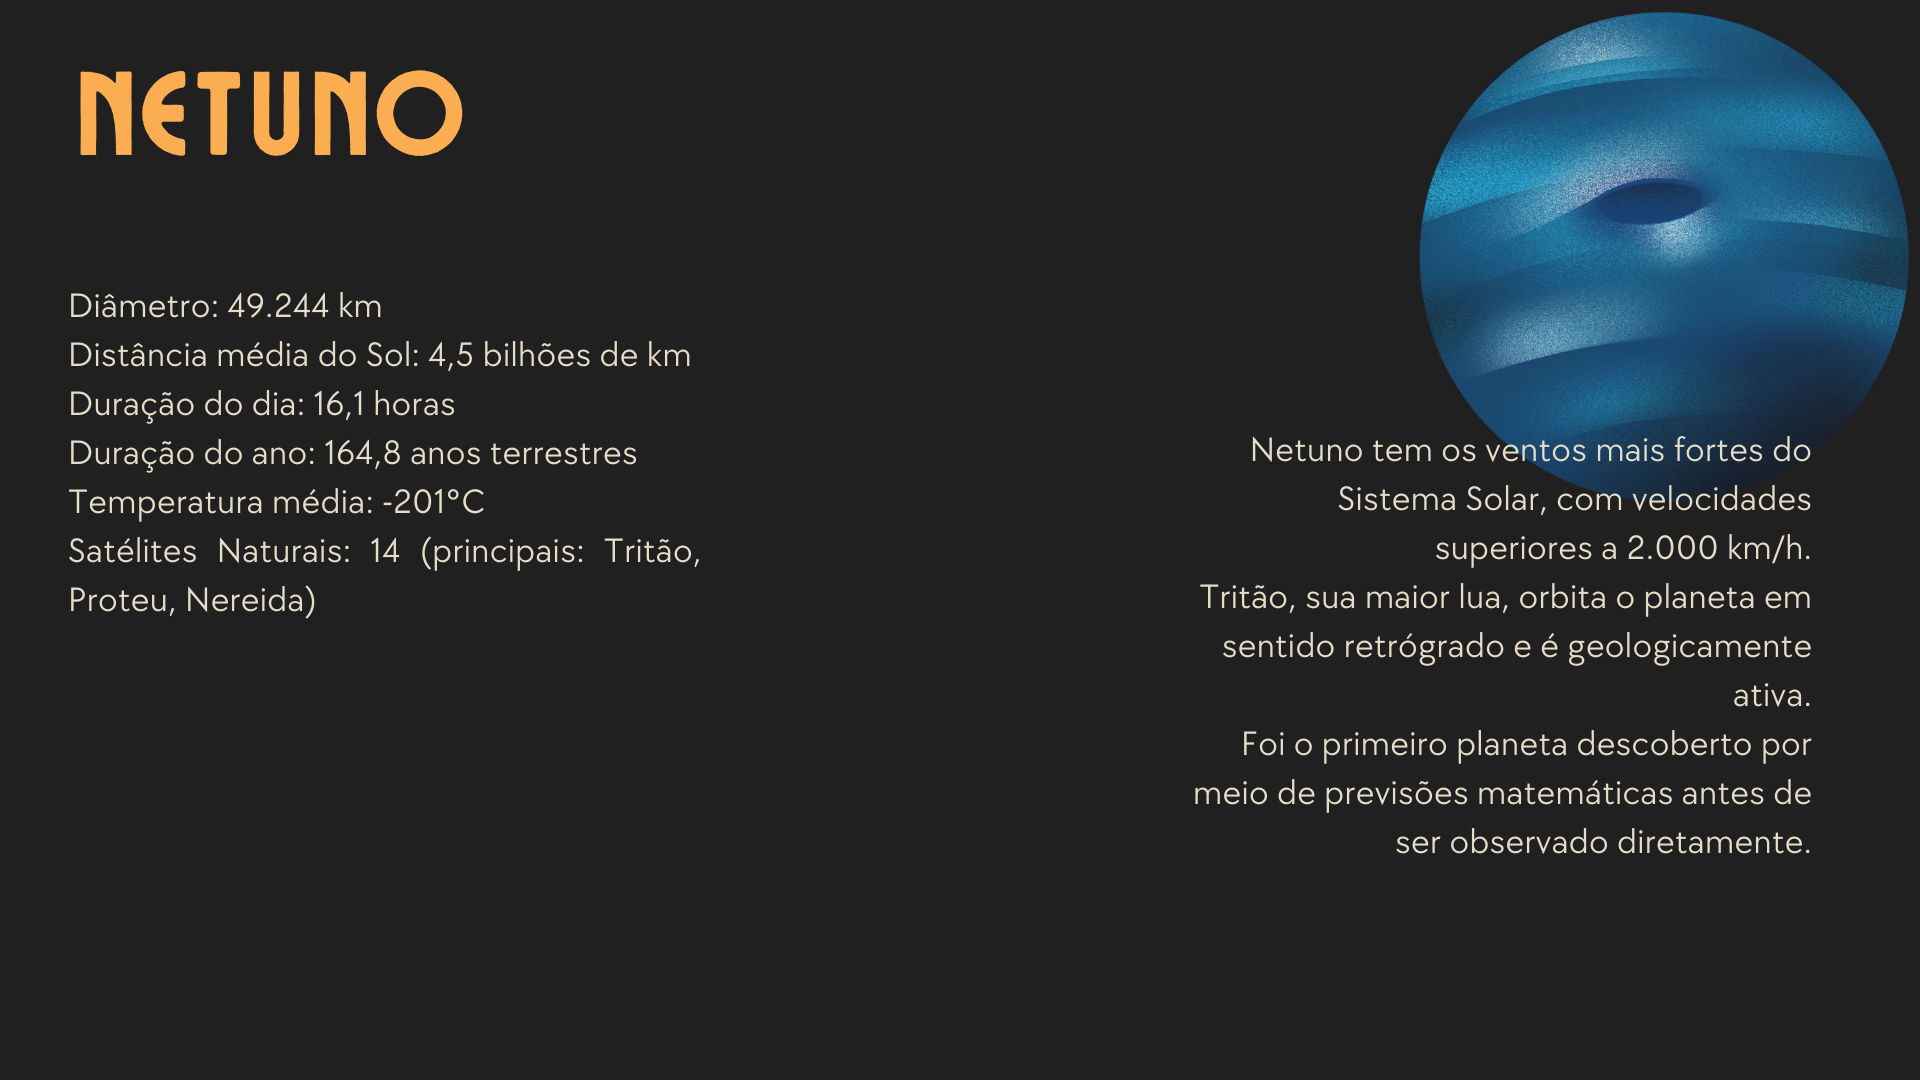 NETUNO
Diâmetro: 49.244 km
Distância média do Sol: 4,5 bilhões de km
Duração do dia: 16,1 horas
Duração do ano: 164,8 anos terrestres
Temperatura média: -201°C
Satélites Naturais: 14 (principais: Tritão,
Proteu, Nereida)
Netuno tem os ventos mais fortes do
Sistema Solar, com velocidades
superiores a 2.000 km/h.
Tritão, sua maior lua, orbita o planeta em
sentido retrógrado e é geologicamente
ativa.
Foi o primeiro planeta descoberto por
meio de previsões matemáticas antes de
ser observado diretamente.